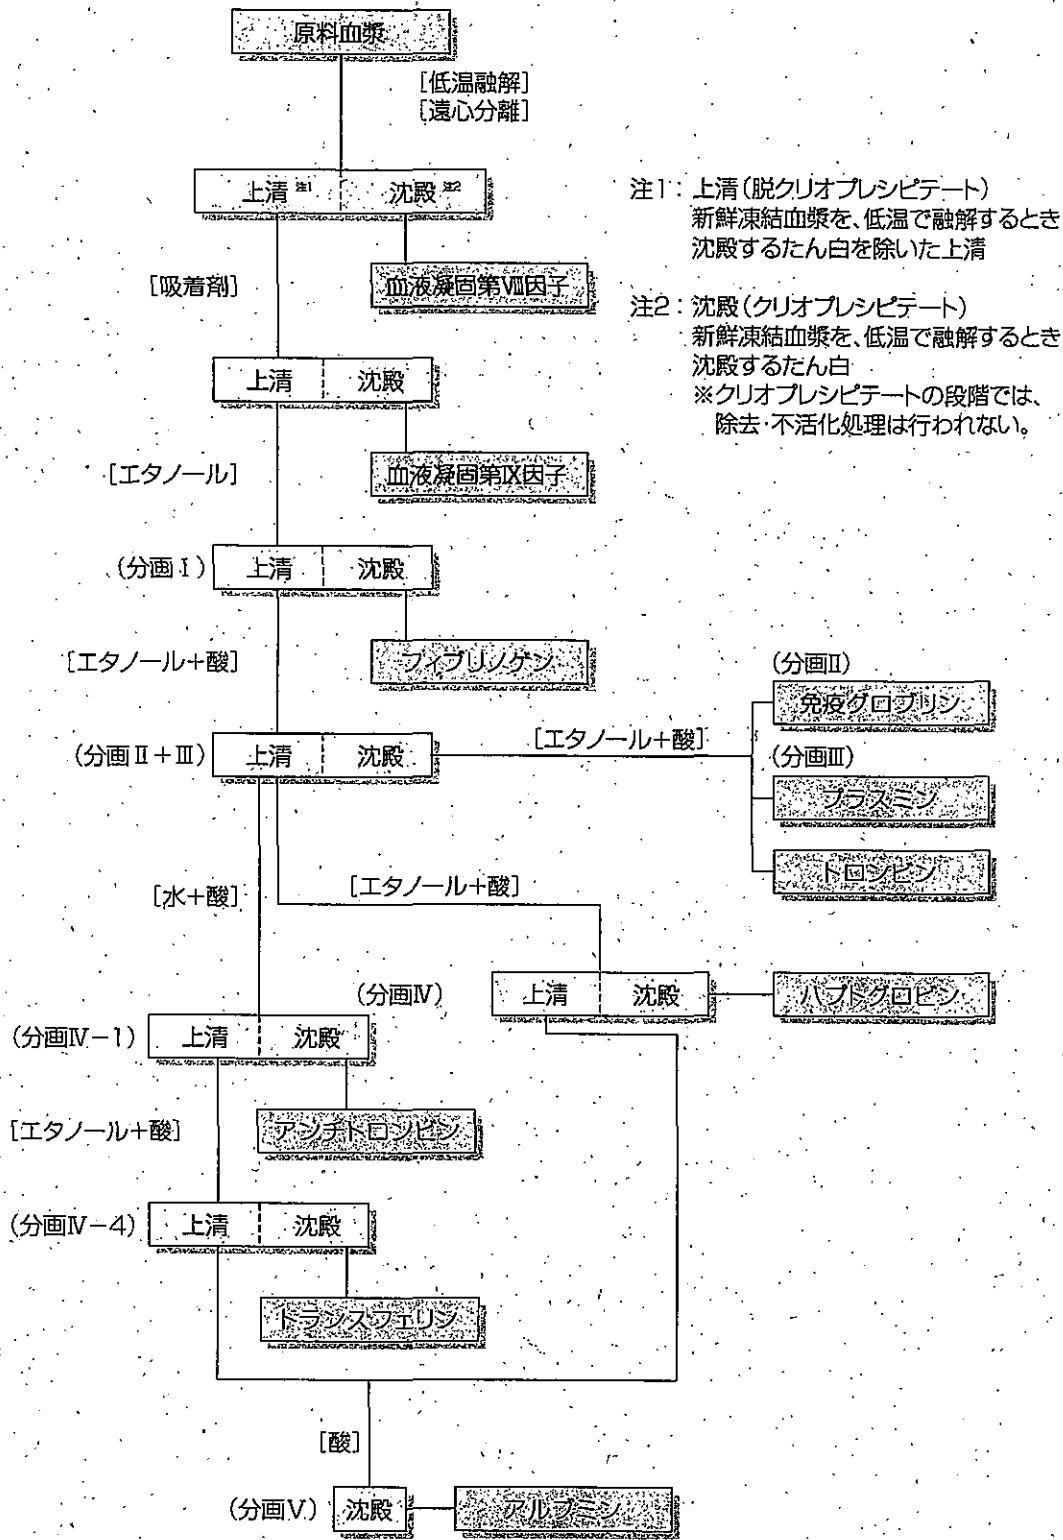 原料血漿
[低温融解]
[遠心分離]
上清 注1 沈殿 注2
注1：上清（脱クリオプレシピテート）
新鮮凍結血漿を、低温で融解するとき
沈殿するたん白を除いた上清
[吸着剤]
血液凝固第Ⅷ因子
注2：沈殿（クリオプレシピテート）
新鮮凍結血漿を、低温で融解するとき
沈殿するたん白
※クリオプレシピテートの段階では、
除去・不活化処理は行われない。
上清 沈殿
[エタノール]
血液凝固第Ⅸ因子
(分画Ⅰ) 上清 沈殿
[エタノール+酸]
フィブリノゲン
(分画Ⅱ)
免疫グロブリン
(分画Ⅱ+Ⅲ) 上清 沈殿
[エタノール+酸]
(分画Ⅲ)
プラスミン
トロンビン
[水+酸]
[エタノール+酸]
(分画Ⅳ) 上清 沈殿
ハプトグロビン
(分画Ⅳ−1) 上清 沈殿
[エタノール+酸]
アンチトロンビン
(分画Ⅳ−4) 上清 沈殿
トランスフェリン
[酸]
(分画Ⅴ) 沈殿
アルブミン